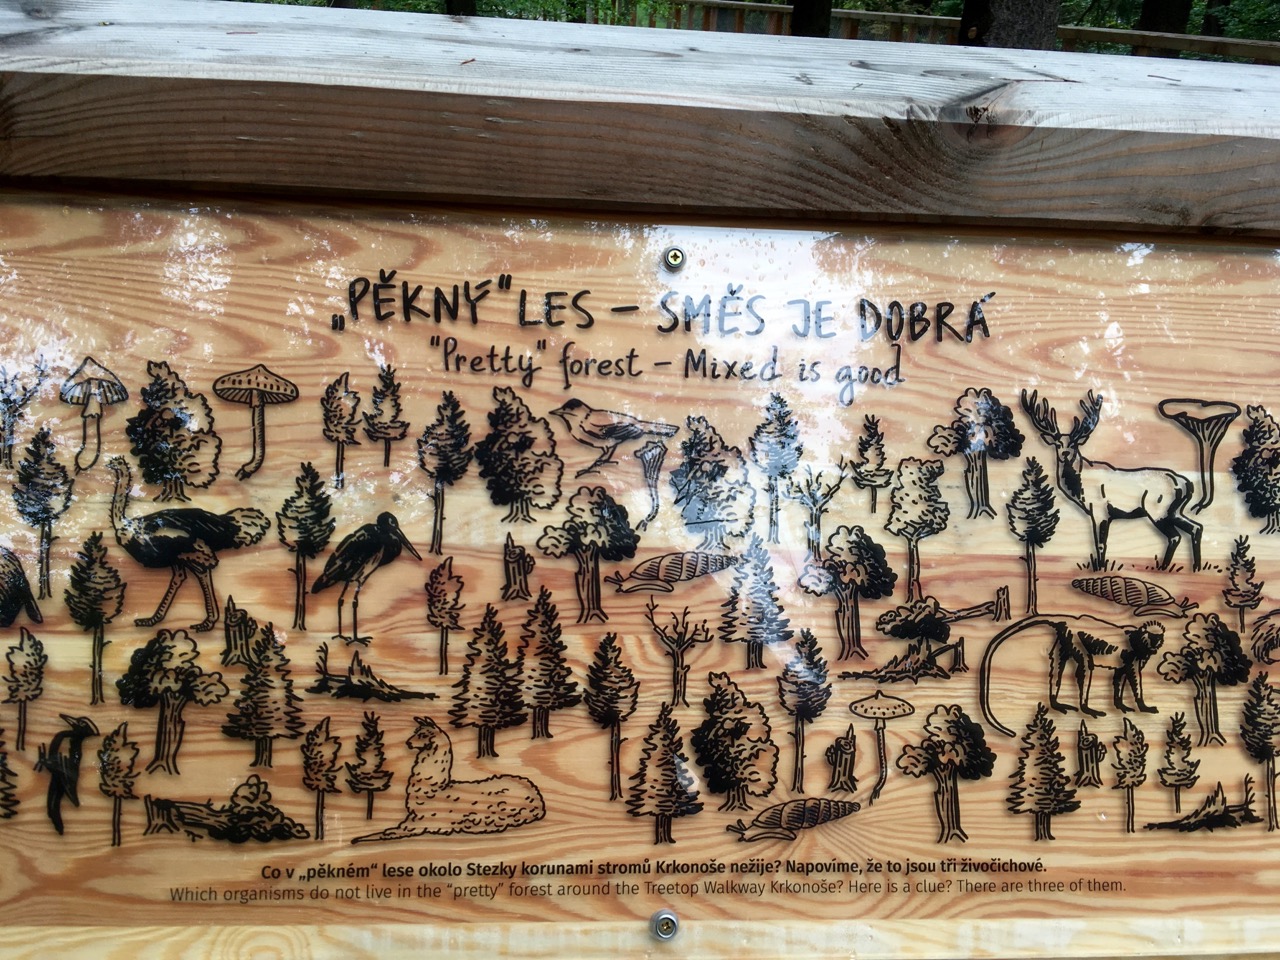 „PĚKNÝ“ LES – SMĚS JE DOBRÁ
"Pretty" forest – Mixed is good
Co v „pěkném“ lese okolo Stezky korunami stromů Krkonoše nežije? Napovíme, že to jsou tři živočichové.
Which organisms do not live in the “pretty” forest around the Treetop Walkway Krkonoše? Here is a clue? There are three of them.